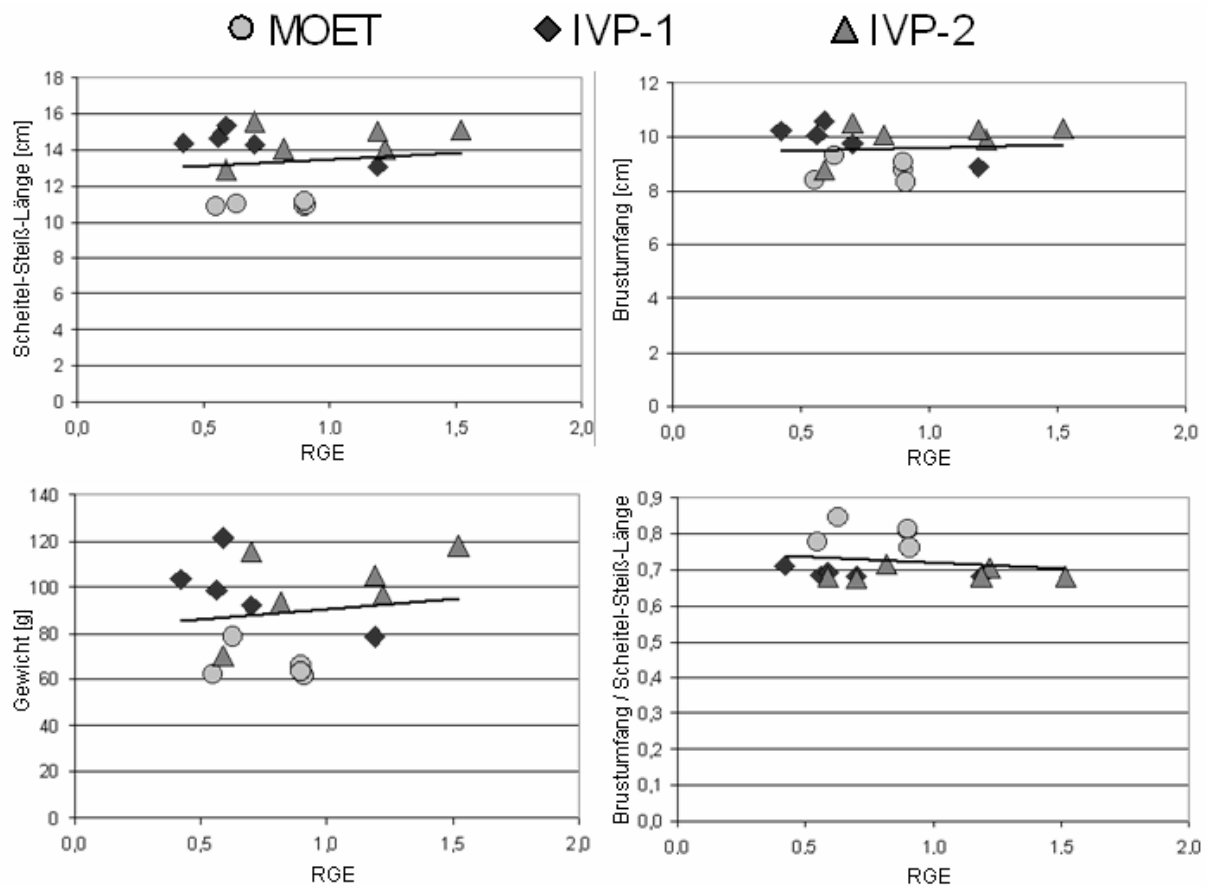 MOET IVP-1 IVP-2
Scheitel-Steiß-Länge [cm]
18
16
14
12
10
8
6
4
2
0
0,0 0,5 1.0 1,5 2,0
RGE
Brustumfang [cm]
12
10
8
6
4
2
0
0,0 0,5 1.0 1,5 2,0
RGE
Gewicht [g]
140
120
100
80
60
40
20
0
0,0 0,5 1.0 1,5 2,0
RGE
Brustumfang / Scheitel-Steiß-Länge
0,9
0,8
0,7
0,6
0,5
0,4
0,3
0,2
0,1
0,0
0,0 0,5 1.0 1,5 2,0
RGE